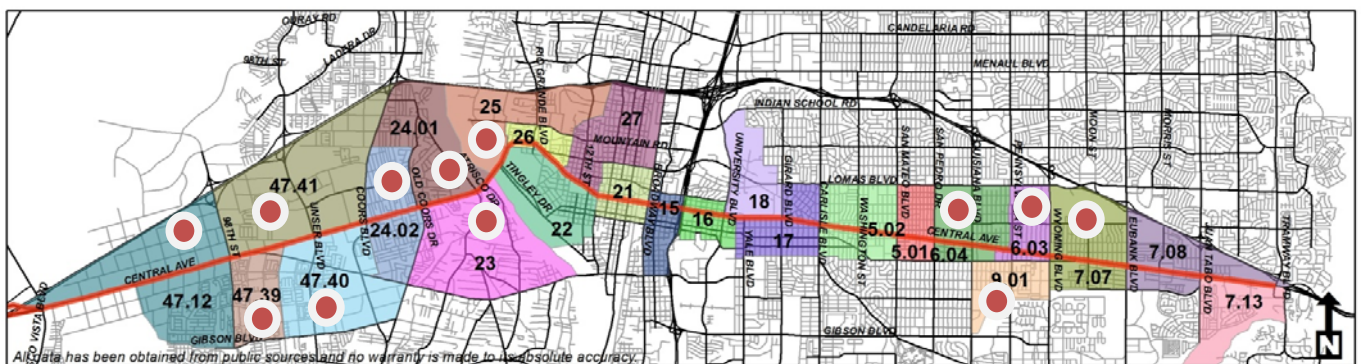 CORAY RD
LADERA DR
98TH ST
RIO GRANDE BLVD
CANDELARIA RD
MENAUL BLVD
INDIAN SCHOOL RD
25
27
24.01
26
MOUNTAIN RD
12TH ST
UNIVERSITY BLVD
GIRARD BLVD
SAN MATEO BLVD
SAN PEDRO DR
LOUISIANA BLVD
MOON ST
MORRIS ST
LOMAS BLVD
47.41
ATRISCO DR
TINGLEY DR
21
18
CARLISLE BLVD
WASHINGTON ST
98TH ST
UNSER BLVD
COORS BLVD
OLD COORS DR
24.02
22
BROADWAY BLVD
15
16
YALE BLVD
17
5.02
CENTRAL AVE
5.01
6.04
6.03
WYOMING BLVD
EUBANK BLVD
7.08
TRAMWAY BLVD
CENTRAL AVE
23
47.12
47.39
47.40
9.01
7.07
7.13
GIBSON BLVD
GIBSON BLVD
N
All data has been obtained from public sources and no warranty is made to its absolute accuracy.